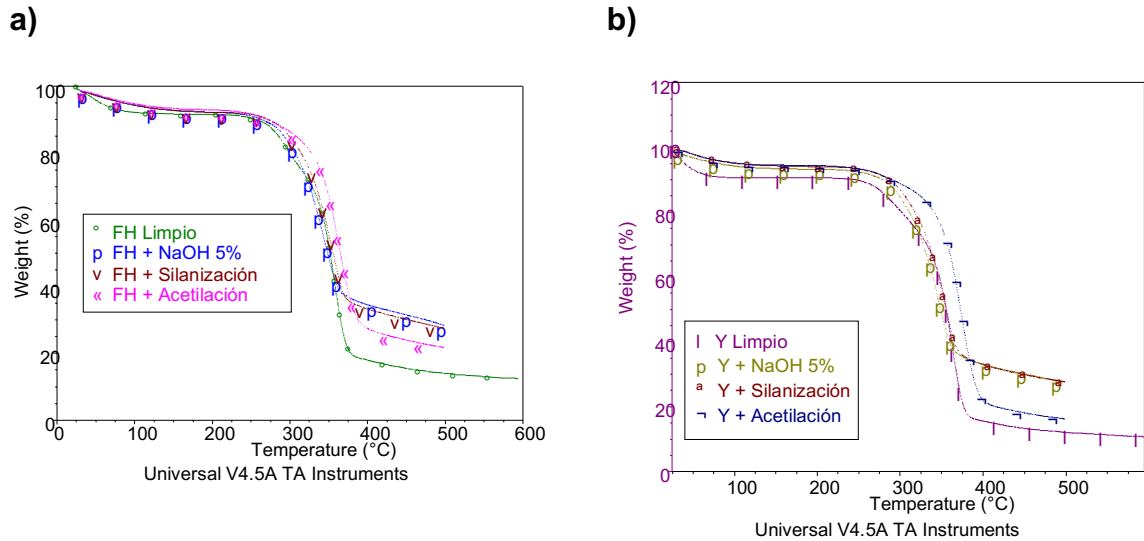 a)
Weight (%)
100
80
60
40
20
0
FH Limpio
p FH + NaOH 5%
v FH + Silanización
« FH + Acetilación
0 100 200 300 400 500 600
Temperature (°C)
Universal V4.5A TA Instruments
b)
Weight (%)
120
100
80
60
40
20
0
I Y Limpio
p Y + NaOH 5%
a Y + Silanización
¬ Y + Acetilación
100 200 300 400 500
Temperature (°C)
Universal V4.5A TA Instruments